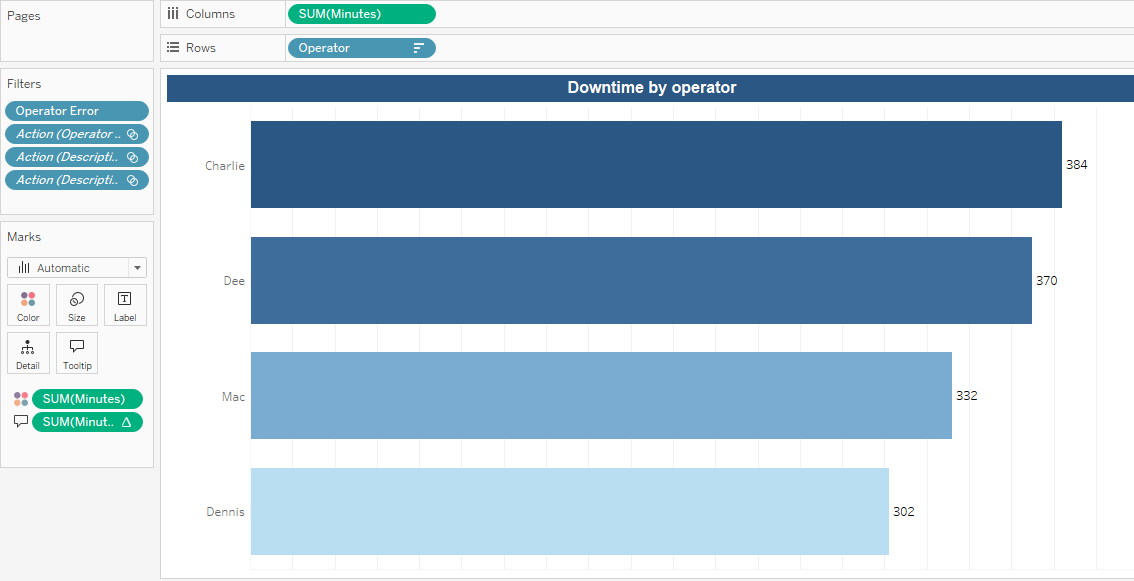 Pages
Columns
SUM(Minutes)
Rows
Operator
Filters
Operator Error
Action (Operator ..
Action (Descripti..
Action (Descripti..
Marks
Automatic
Color
Size
Label
Detail
Tooltip
SUM(Minutes)
SUM(Minut..
Downtime by operator
Charlie
384
Dee
370
Mac
332
Dennis
302